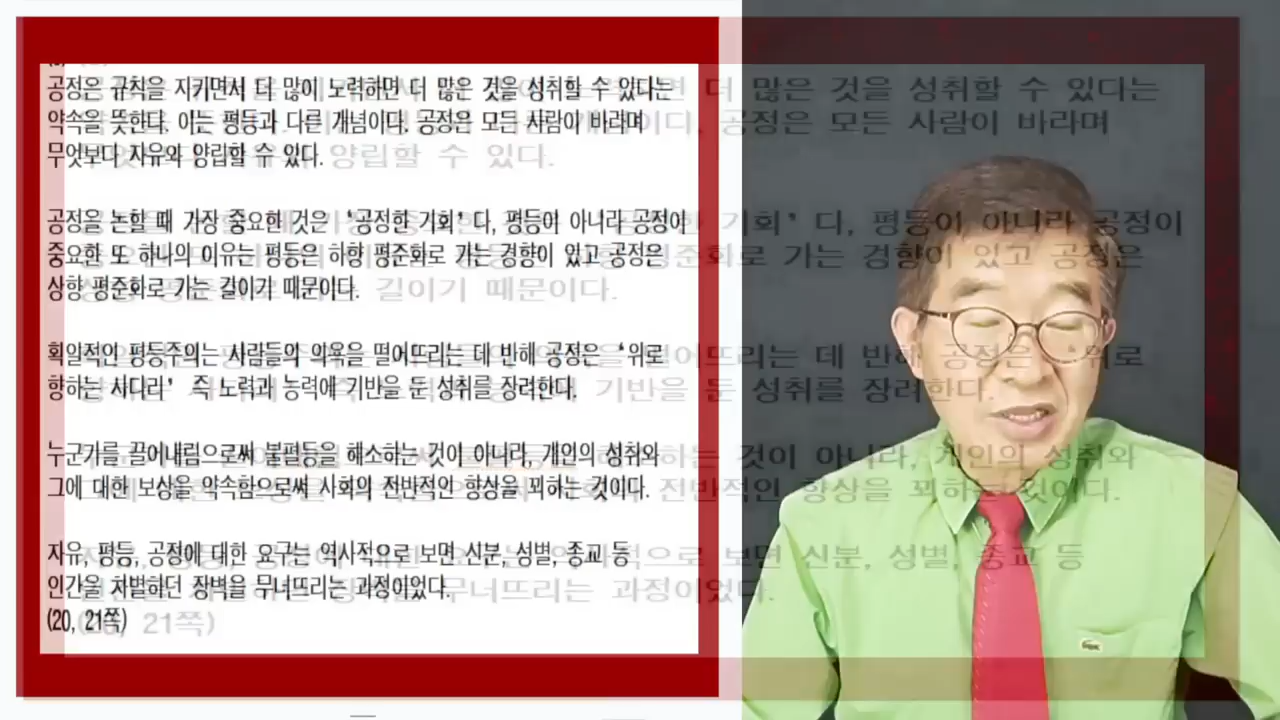 공정은 규칙을 지키면서 더 많이 노력하면 더 많은 것을 성취할 수 있다는
약속을 뜻한다. 이는 평등과 다른 개념이다. 공정은 모든 사람이 바라며
무엇보다 자유와 양립할 수 있다.
공정을 논할 때 가장 중요한 것은 ‘공정한 기회’다, 평등이 아니라 공정이
중요한 또 하나의 이유는 평등은 하향 평준화로 가는 경향이 있고 공정은
상향 평준화로 가는 길이기 때문이다.
획일적인 평등주의는 사람들의 의욕을 떨어뜨리는 데 반해 공정은 ‘위로
향하는 사다리’ 즉 노력과 능력에 기반을 둔 성취를 장려한다.
누군가를 끌어내림으로써 불평등을 해소하는 것이 아니라, 개인의 성취와
그에 대한 보상을 약속함으로써 사회의 전반적인 향상을 꾀하는 것이다.
자유, 평등, 공정에 대한 요구는 역사적으로 보면 신분, 성별, 종교 등
인간을 차별하던 장벽을 무너뜨리는 과정이었다.
(20, 21쪽)